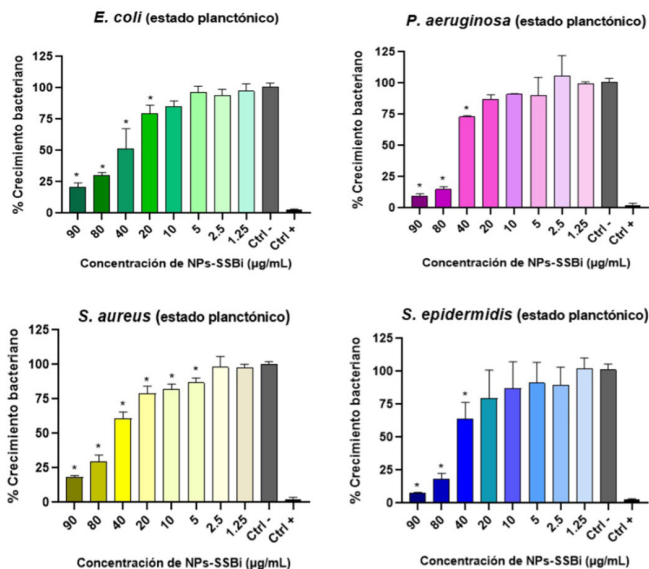 E. coli (estado planctónico)
% Crecimiento bacteriano
125
100
75
50
25
0
* * * *
90 80 40 20 10 5 2.5 1.25 Ctrl - Ctrl +
Concentración de NPs-SSBi (µg/mL)
P. aeruginosa (estado planctónico)
% Crecimiento bacteriano
125
100
75
50
25
0
* * *
90 80 40 20 10 5 2.5 1.25 Ctrl - Ctrl +
Concentración de NPs-SSBi (µg/mL)
S. aureus (estado planctónico)
% Crecimiento bacteriano
125
100
75
50
25
0
* * * * * *
90 80 40 20 10 5 2.5 1.25 Ctrl - Ctrl +
Concentración de NPs-SSBi (µg/mL)
S. epidermidis (estado planctónico)
% Crecimiento bacteriano
125
100
75
50
25
0
* * *
90 80 40 20 10 5 2.5 1.25 Ctrl - Ctrl +
Concentración de NPs-SSBi (µg/mL)